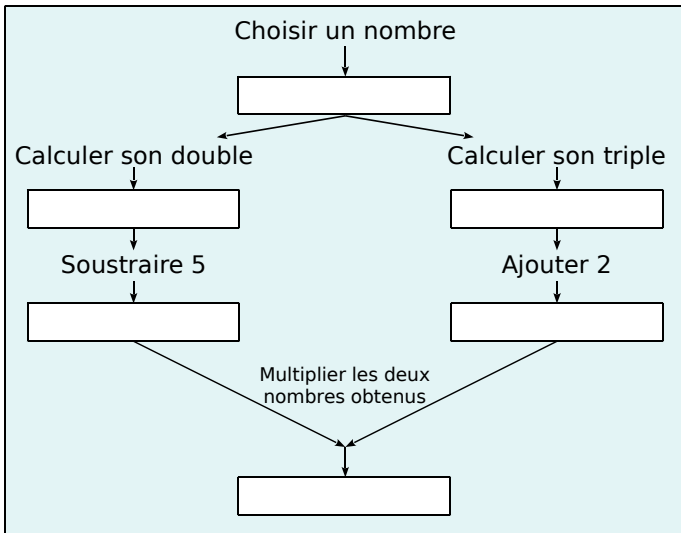 Choisir un nombre
Calculer son double
Calculer son triple
Soustraire 5
Ajouter 2
Multiplier les deux
nombres obtenus